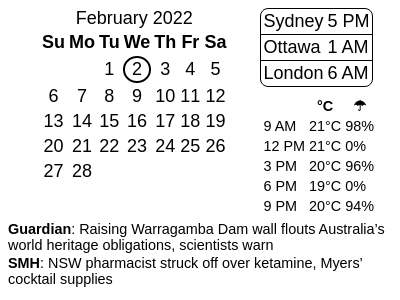 February 2022
Su Mo Tu We Th Fr Sa
1 2 3 4 5
6 7 8 9 10 11 12
13 14 15 16 17 18 19
20 21 22 23 24 25 26
27 28
Sydney 5 PM
Ottawa 1 AM
London 6 AM
°C ☂
9 AM 21°C 98%
12 PM 21°C 0%
3 PM 20°C 96%
6 PM 19°C 0%
9 PM 20°C 94%
Guardian: Raising Warragamba Dam wall flouts Australia’s
world heritage obligations, scientists warn
SMH: NSW pharmacist struck off over ketamine, Myers’
cocktail supplies